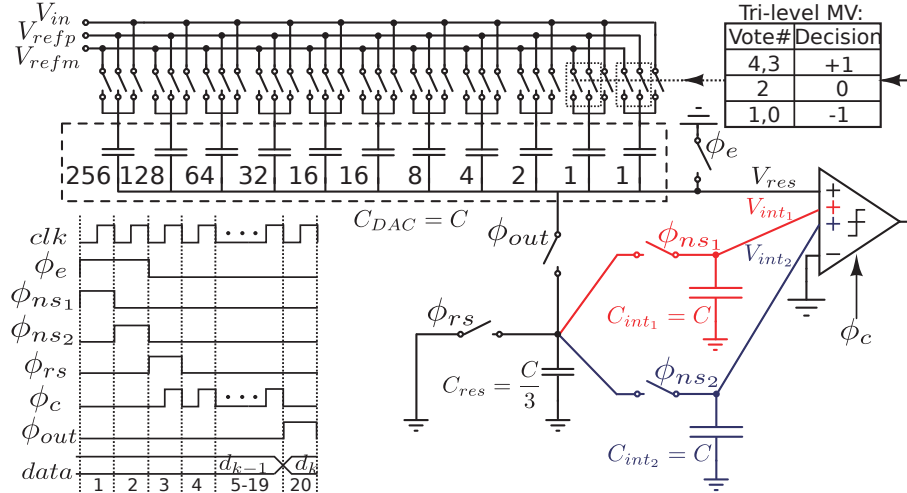 V_in
V_refp
V_refm
Tri-level MV:
Vote# Decision
4,3 +1
2 0
1,0 -1
256 128 64 32 16 16 8 4 2 1 1
ϕ_e
C_DAC = C
V_res
V_int1
V_int2
+
+
+
−
ϕ_c
ϕ_out
ϕ_ns1
C_int1 = C
ϕ_rs
C_res = C/3
ϕ_ns2
C_int2 = C
clk
ϕ_e
ϕ_ns1
ϕ_ns2
ϕ_rs
ϕ_c
ϕ_out
data d_k−1 d_k
1 2 3 4 5-19 20